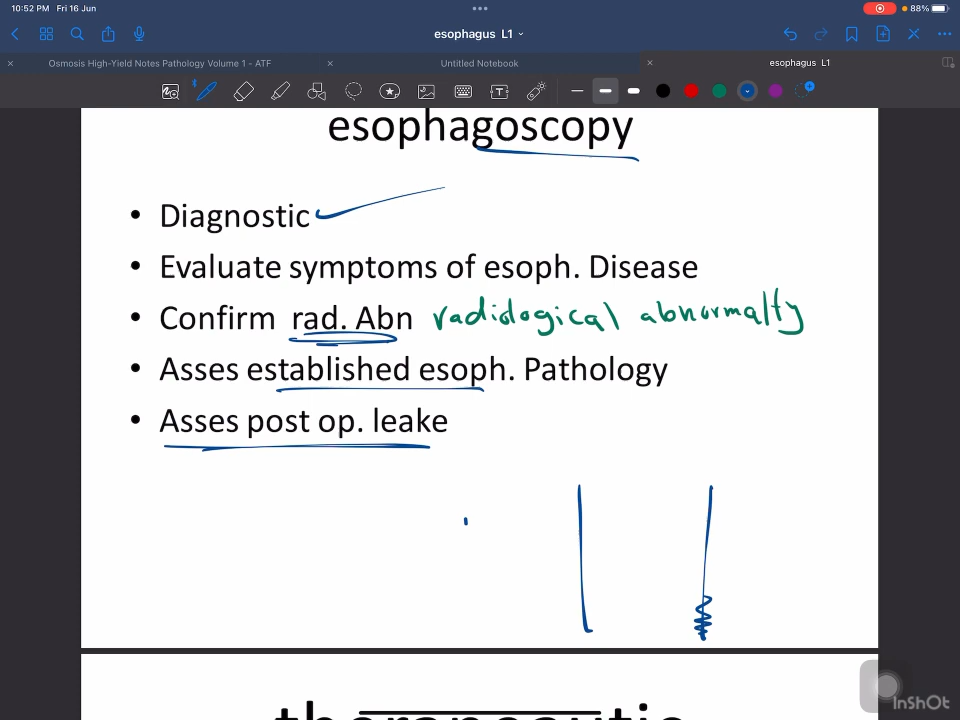 10:52 PM Fri 16 Jun
88%
esophagus L1
Osmosis High-Yield Notes Pathology Volume 1 - ATF
Untitled Notebook
esophagus L1
esophagoscopy
• Diagnostic
• Evaluate symptoms of esoph. Disease
• Confirm rad. Abn radiological abnormalty
• Asses established esoph. Pathology
• Asses post op. leake
therapeutic
InShOt